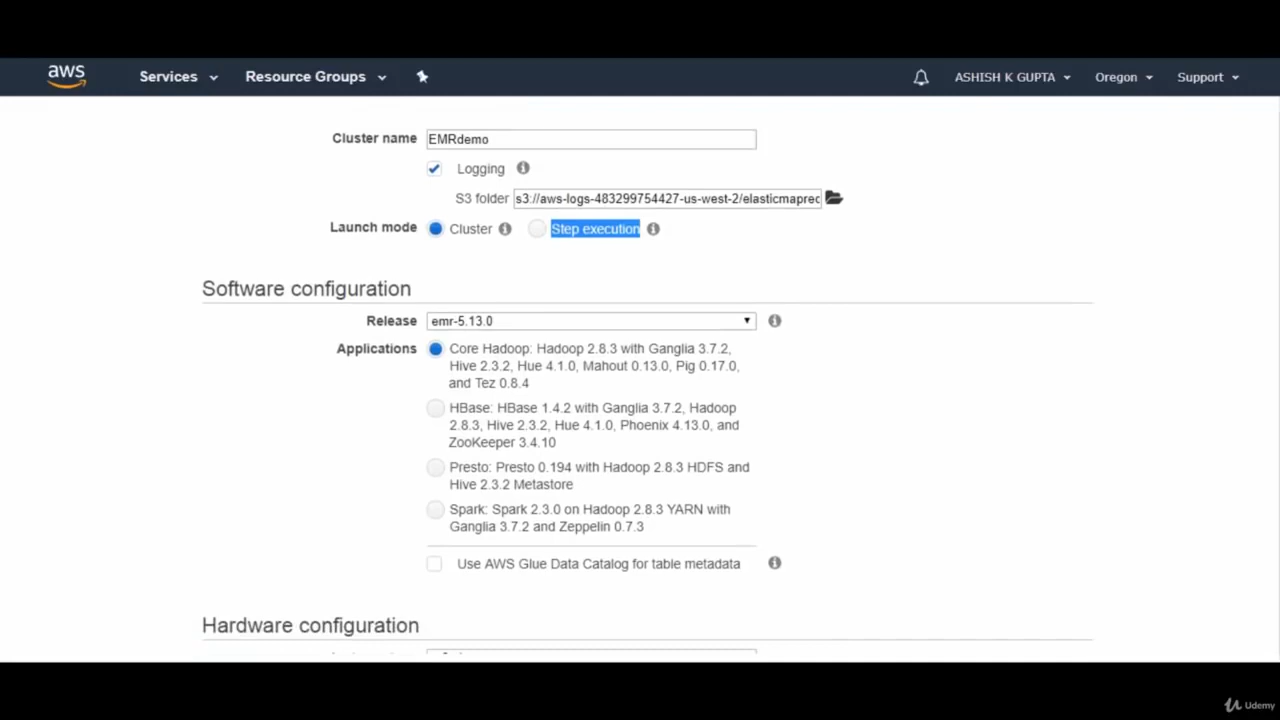 aws Services Resource Groups ASHISH K GUPTA Oregon Support
Cluster name EMRdemo
Logging
S3 folder s3://aws-logs-483299754427-us-west-2/elasticmaprec
Launch mode Cluster Step execution
Software configuration
Release emr-5.13.0
Applications Core Hadoop: Hadoop 2.8.3 with Ganglia 3.7.2,
Hive 2.3.2, Hue 4.1.0, Mahout 0.13.0, Pig 0.17.0,
and Tez 0.8.4
HBase: HBase 1.4.2 with Ganglia 3.7.2, Hadoop
2.8.3, Hive 2.3.2, Hue 4.1.0, Phoenix 4.13.0, and
ZooKeeper 3.4.10
Presto: Presto 0.194 with Hadoop 2.8.3 HDFS and
Hive 2.3.2 Metastore
Spark: Spark 2.3.0 on Hadoop 2.8.3 YARN with
Ganglia 3.7.2 and Zeppelin 0.7.3
Use AWS Glue Data Catalog for table metadata
Hardware configuration
Udemy